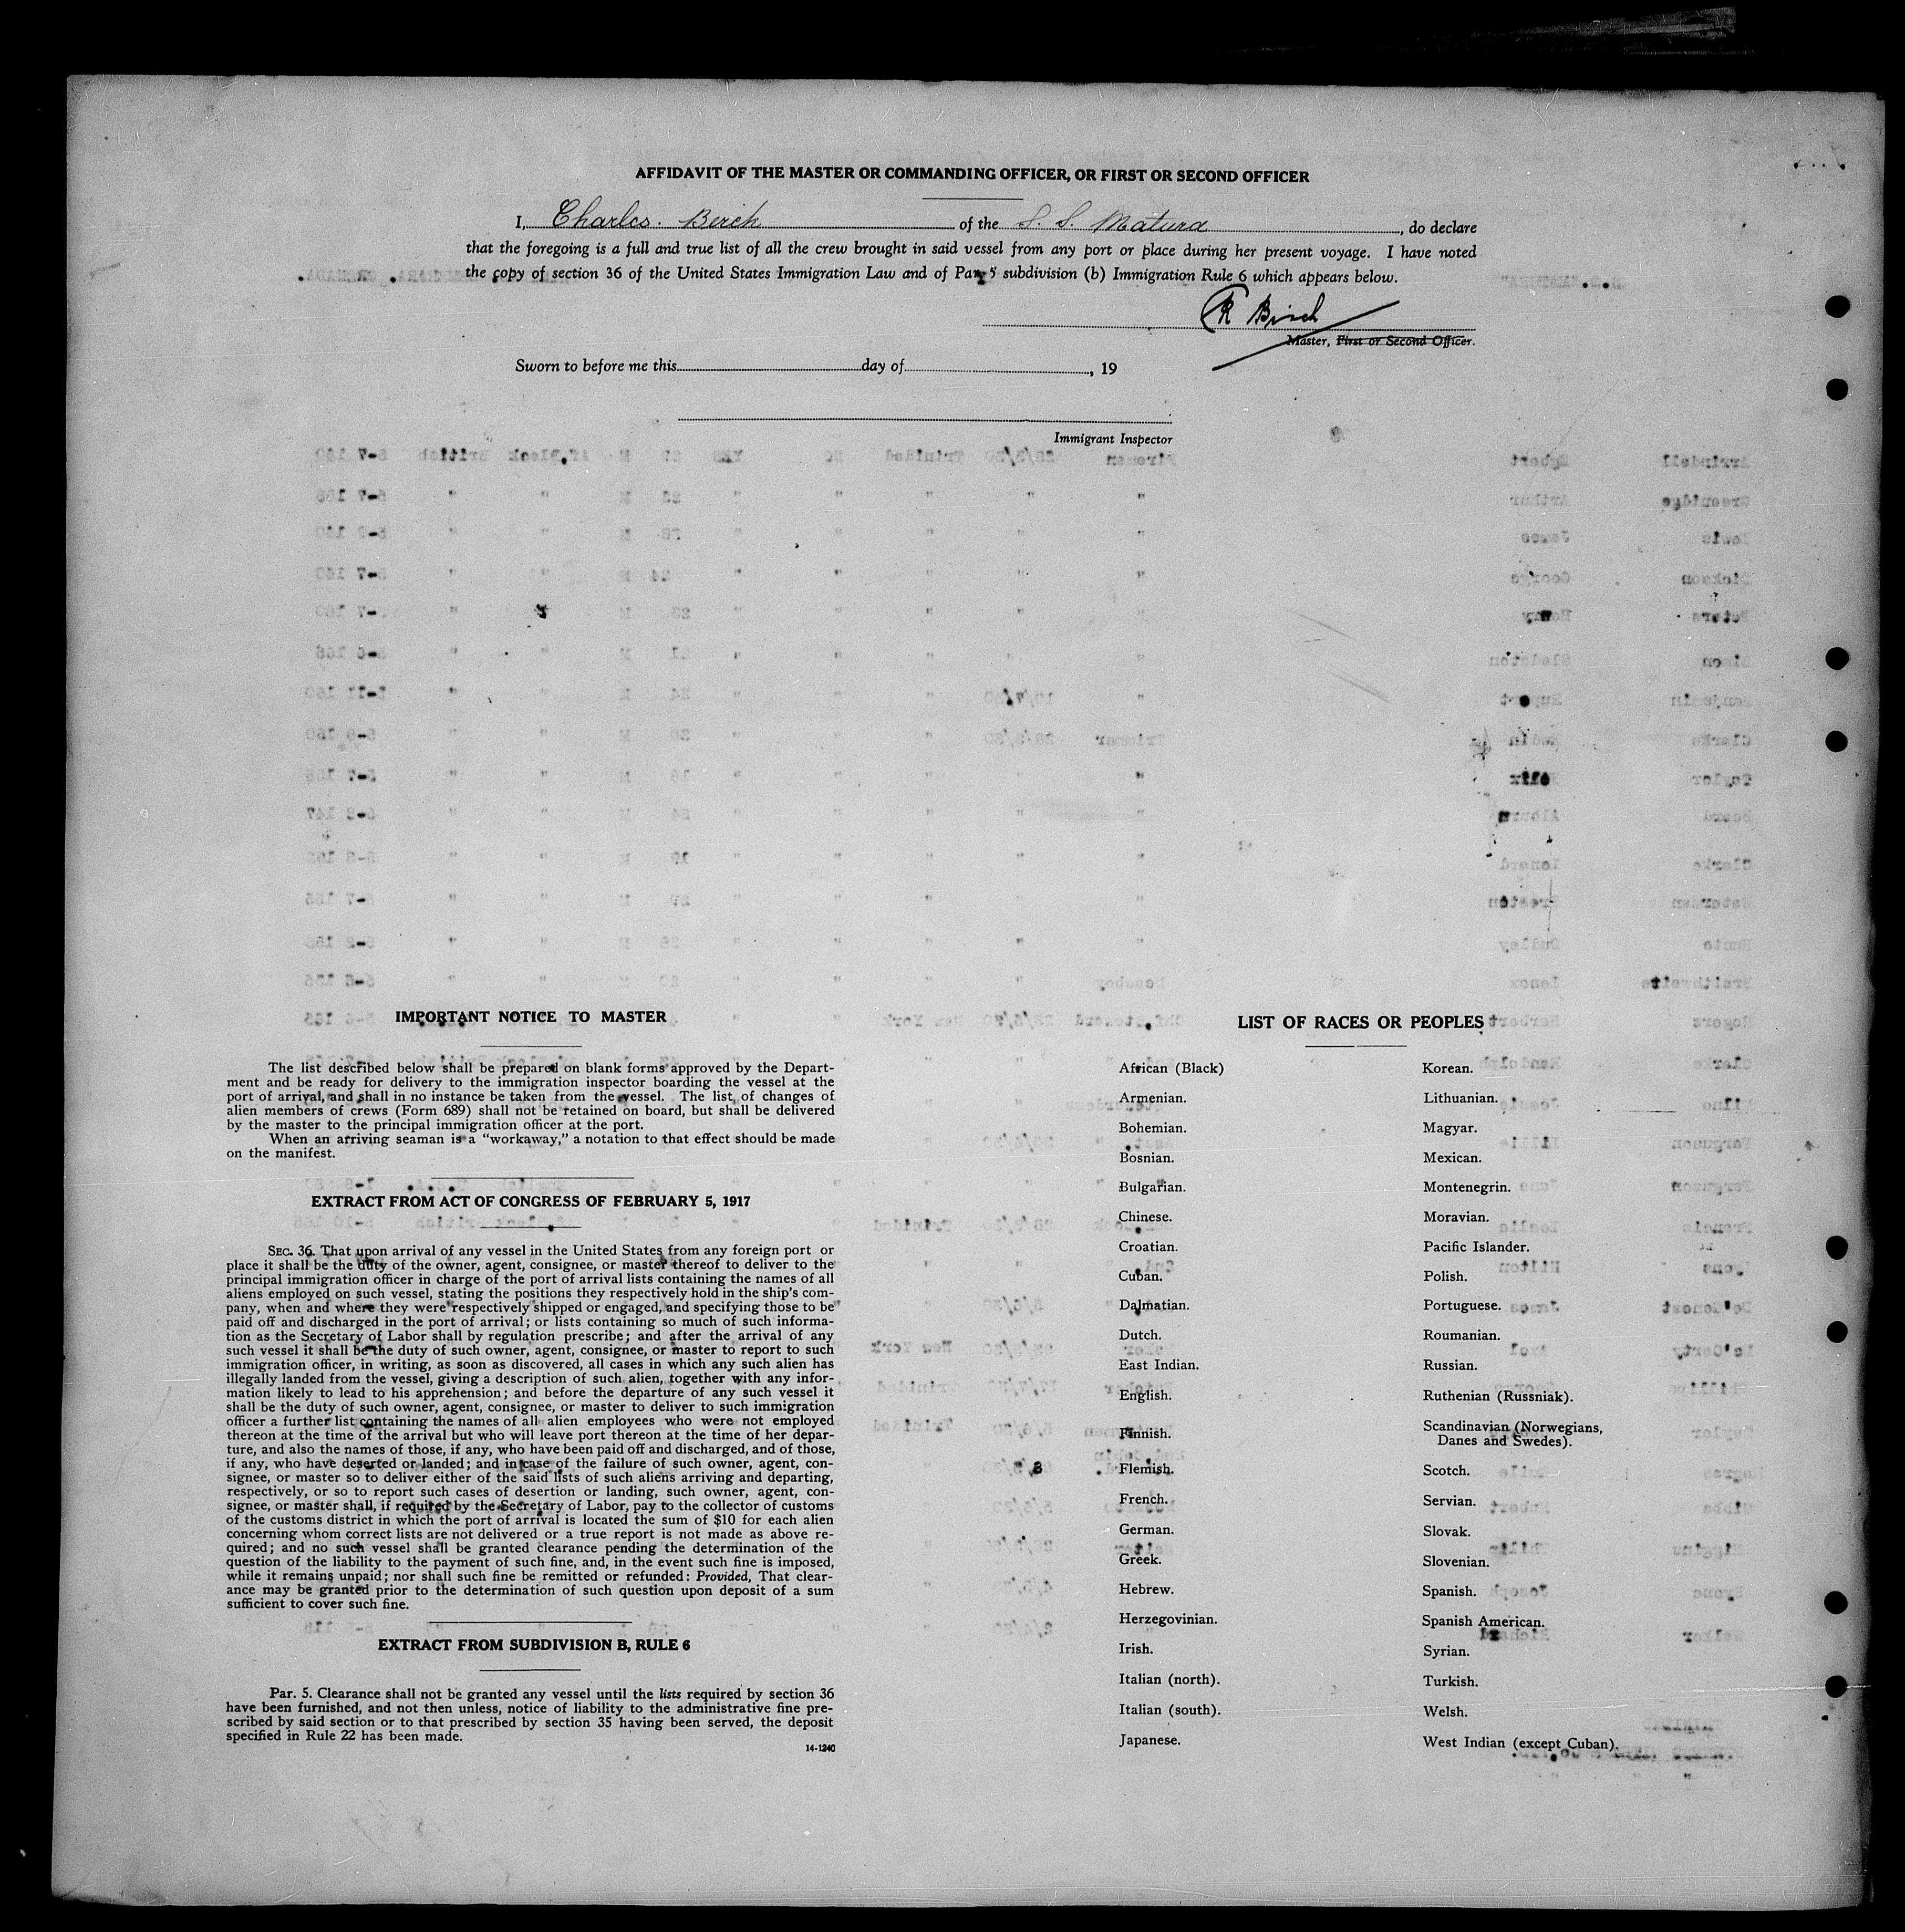 AFFIDAVIT OF THE MASTER OR COMMANDING OFFICER, OR FIRST OR SECOND OFFICER
I, Charles Birch of the S. S. Matura, do declare
that the foregoing is a full and true list of all the crew brought in said vessel from any port or place during her present voyage. I have noted
the copy of section 36 of the United States Immigration Law and of Par. 5 subdivision (b) Immigration Rule 6 which appears below.
Birch
Master, First or Second Officer.
Sworn to before me this day of , 19
Immigrant Inspector
IMPORTANT NOTICE TO MASTER
The list described below shall be prepared on blank forms approved by the Depart-
ment and be ready for delivery to the immigration inspector boarding the vessel at the
port of arrival, and shall in no instance be taken from the vessel. The list of changes of
alien members of crews (Form 689) shall not be retained on board, but shall be delivered
by the master to the principal immigration officer at the port.
When an arriving seaman is a "workaway," a notation to that effect should be made
on the manifest.
EXTRACT FROM ACT OF CONGRESS OF FEBRUARY 5, 1917
SEC. 36. That upon arrival of any vessel in the United States from any foreign port or
place it shall be the duty of the owner, agent, consignee, or master thereof to deliver to the
principal immigration officer in charge of the port of arrival lists containing the names of all
aliens employed on such vessel, stating the positions they respectively hold in the ship's com-
pany, when and where they were respectively shipped or engaged, and specifying those to be
paid off and discharged in the port of arrival; or lists containing so much of such informa-
tion as the Secretary of Labor shall by regulation prescribe; and after the arrival of any
such vessel it shall be the duty of such owner, agent, consignee, or master to report to such
immigration officer, in writing, as soon as discovered, all cases in which any such alien has
illegally landed from the vessel, giving a description of such alien, together with any infor-
mation likely to lead to his apprehension; and before the departure of any such vessel it
shall be the duty of such owner, agent, consignee, or master to deliver to such immigration
officer a further list containing the names of all alien employees who were not employed
thereon at the time of the arrival but who will leave port thereon at the time of her depar-
ture, and also the names of those, if any, who have been paid off and discharged, and of those,
if any, who have deserted or landed; and in case of the failure of such owner, agent, con-
signee, or master so to deliver either of the said lists of such aliens arriving and departing,
respectively, or so to report such cases of desertion or landing, such owner, agent, con-
signee, or master shall, if required by the Secretary of Labor, pay to the collector of customs
of the customs district in which the port of arrival is located the sum of $10 for each alien
concerning whom correct lists are not delivered or a true report is not made as above re-
quired; and no such vessel shall be granted clearance pending the determination of the
question of the liability to the payment of such fine, and, in the event such fine is imposed,
while it remains unpaid; nor shall such fine be remitted or refunded: Provided, That clear-
ance may be granted prior to the determination of such question upon deposit of a sum
sufficient to cover such fine.
EXTRACT FROM SUBDIVISION B, RULE 6
Par. 5. Clearance shall not be granted any vessel until the lists required by section 36
have been furnished, and not then unless, notice of liability to the administrative fine pre-
scribed by said section or to that prescribed by section 35 having been served, the deposit
specified in Rule 22 has been made.
14-1240
LIST OF RACES OR PEOPLES
African (Black)
Armenian.
Bohemian.
Bosnian.
Bulgarian.
Chinese.
Croatian.
Cuban.
Dalmatian.
Dutch.
East Indian.
English.
Finnish.
Flemish.
French.
German.
Greek.
Hebrew.
Herzegovinian.
Irish.
Italian (north).
Italian (south).
Japanese.
Korean.
Lithuanian.
Magyar.
Mexican.
Montenegrin.
Moravian.
Pacific Islander.
Polish.
Portuguese.
Roumanian.
Russian.
Ruthenian (Russniak).
Scandinavian (Norwegians,
Danes and Swedes).
Scotch.
Servian.
Slovak.
Slovenian.
Spanish.
Spanish American.
Syrian.
Turkish.
Welsh.
West Indian (except Cuban).